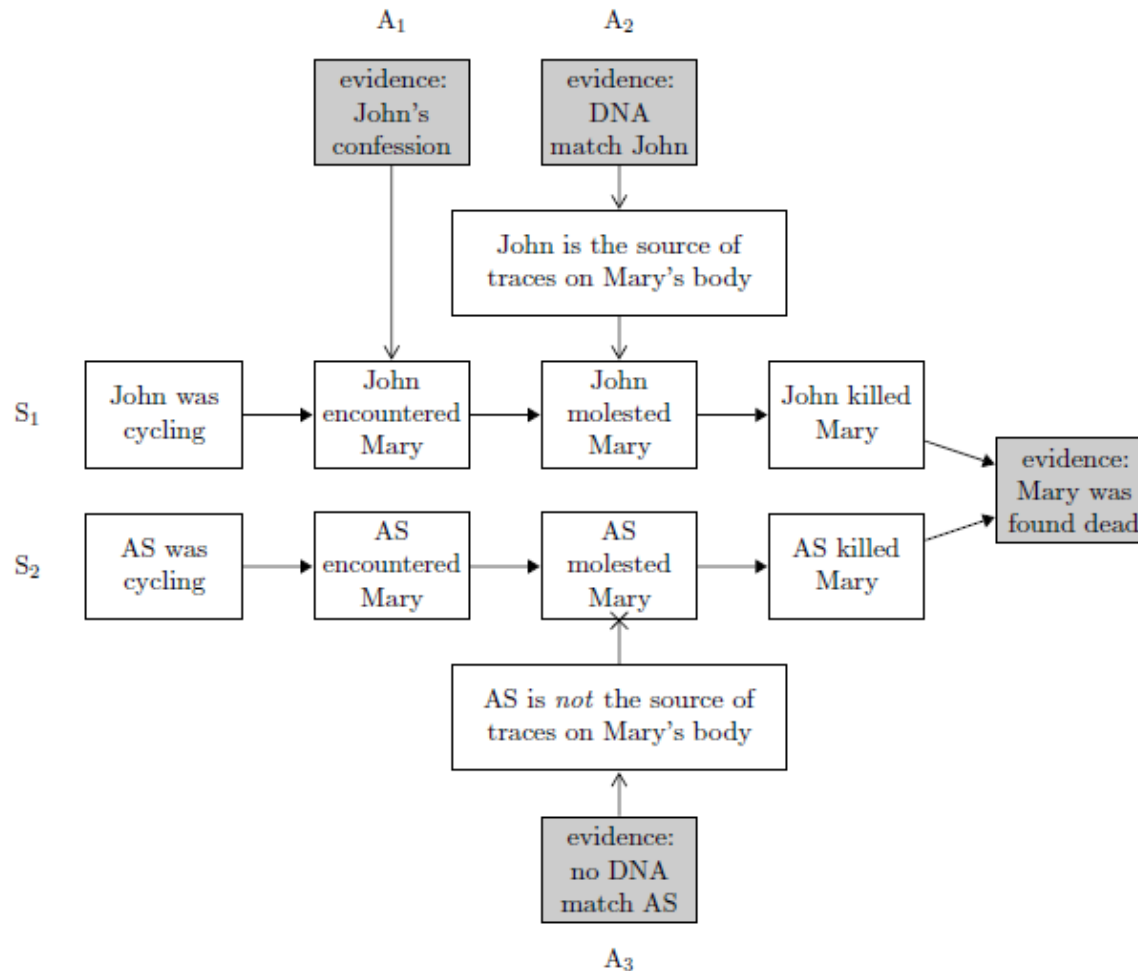 A1
A2
evidence:
John's
confession
evidence:
DNA
match John
John is the source of
traces on Mary's body
S1
John was
cycling
John
encountered
Mary
John
molested
Mary
John killed
Mary
evidence:
Mary was
found dead
S2
AS was
cycling
AS
encountered
Mary
AS
molested
Mary
AS killed
Mary
AS is not the source of
traces on Mary's body
evidence:
no DNA
match AS
A3